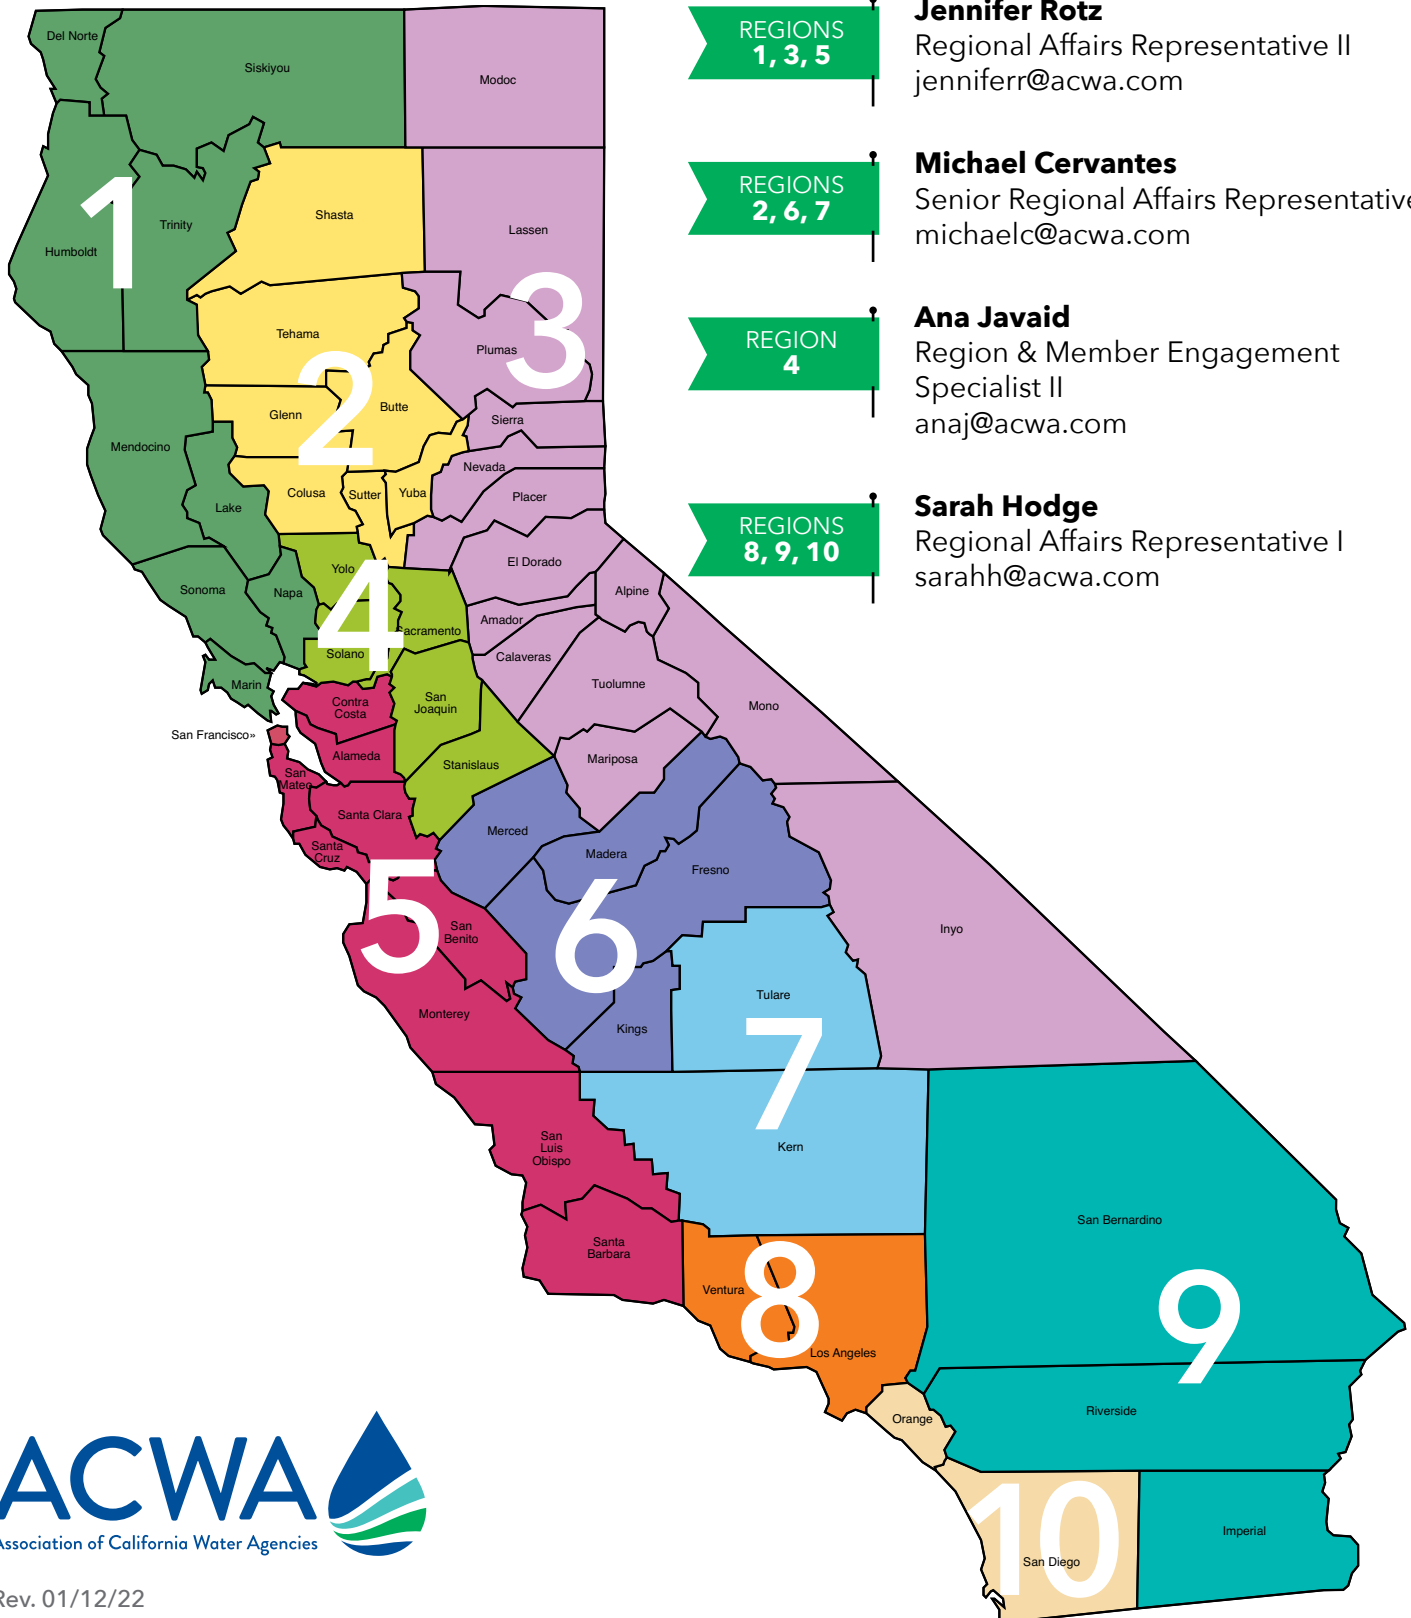 REGIONS
1, 3, 5
Jennifer Rotz
Regional Affairs Representative II
jenniferr@acwa.com
REGIONS
2, 6, 7
Michael Cervantes
Senior Regional Affairs Representative
michaelc@acwa.com
REGION
4
Ana Javaid
Region & Member Engagement
Specialist II
anaj@acwa.com
REGIONS
8, 9, 10
Sarah Hodge
Regional Affairs Representative I
sarahh@acwa.com
Del Norte
Siskiyou
Modoc
1
Humboldt
Trinity
Shasta
Lassen
3
Tehama
Plumas
2
Glenn
Butte
Sierra
Mendocino
Nevada
Colusa
Sutter
Yuba
Placer
Lake
El Dorado
Yolo
4
Sonoma
Napa
Alpine
Amador
Sacramento
Solano
Calaveras
Marin
Tuolumne
San
Joaquin
Contra
Costa
Mono
San Francisco»
Alameda
Stanislaus
Mariposa
San
Mateo
Santa Clara
Merced
Santa
Cruz
Madera
Fresno
5
6
San
Benito
Inyo
Tulare
Monterey
Kings
7
Kern
San
Luis
Obispo
San Bernardino
Santa
Barbara
8
Ventura
9
Los Angeles
Orange
Riverside
10
Imperial
San Diego
ACWA
Association of California Water Agencies
Rev. 01/12/22